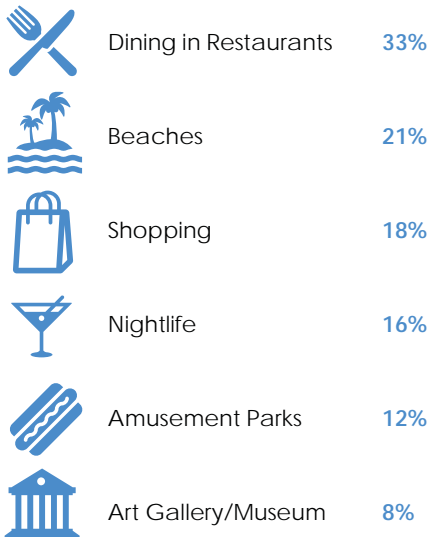 Dining in Restaurants 33%
Beaches 21%
Shopping 18%
Nightlife 16%
Amusement Parks 12%
Art Gallery/Museum 8%